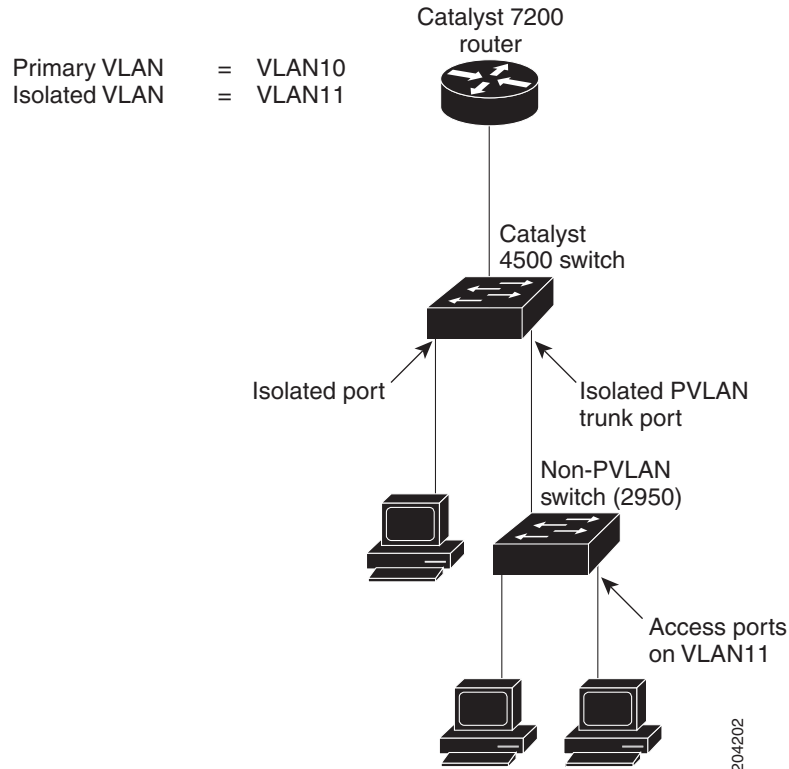 Catalyst 7200
router
Primary VLAN = VLAN10
Isolated VLAN = VLAN11
Catalyst
4500 switch
Isolated port
Isolated PVLAN
trunk port
Non-PVLAN
switch (2950)
Access ports
on VLAN11
204202